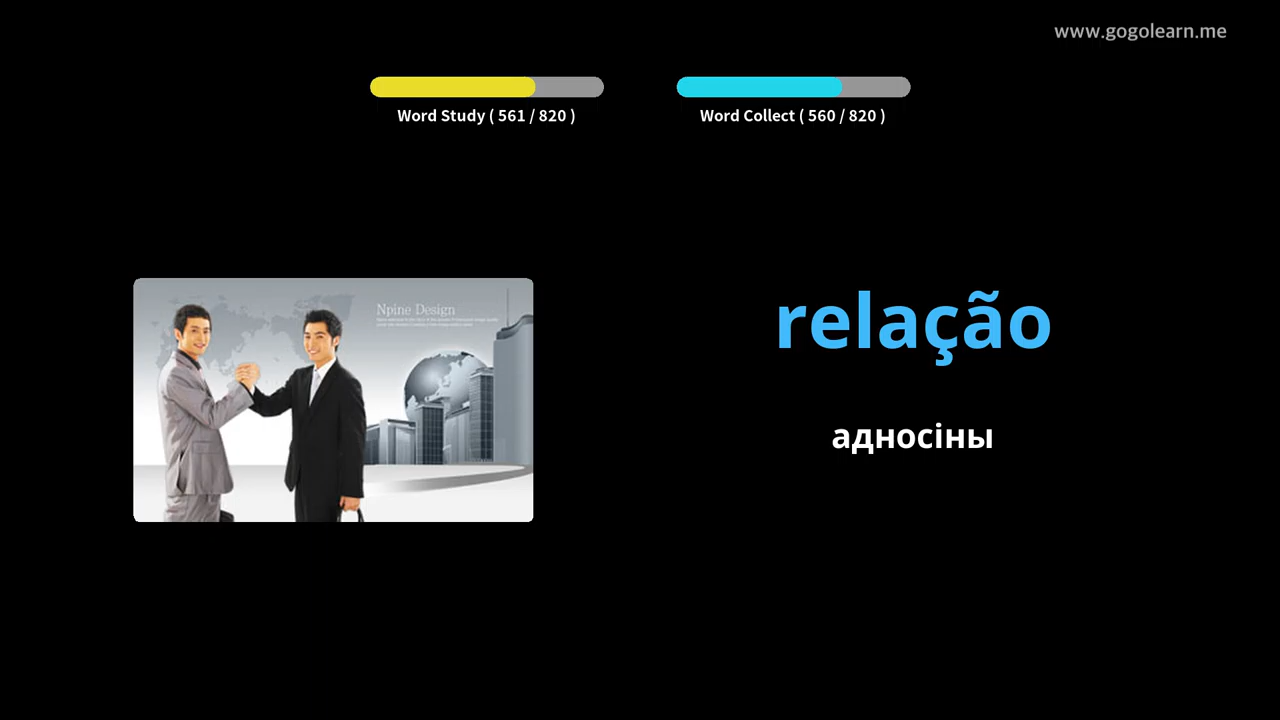 www.gogolearn.me
Word Study ( 561 / 820 )
Word Collect ( 560 / 820 )
Npine Design
relação
адносіны